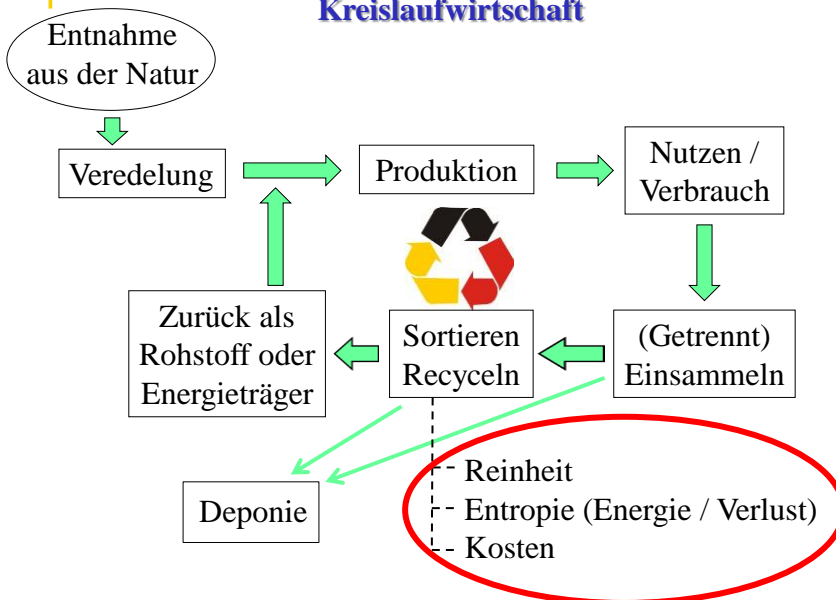 Kreislaufwirtschaft
Entnahme
aus der Natur
Veredelung
Produktion
Nutzen /
Verbrauch
Zurück als
Rohstoff oder
Energieträger
Sortieren
Recyceln
(Getrennt)
Einsammeln
Deponie
Reinheit
Entropie (Energie / Verlust)
Kosten